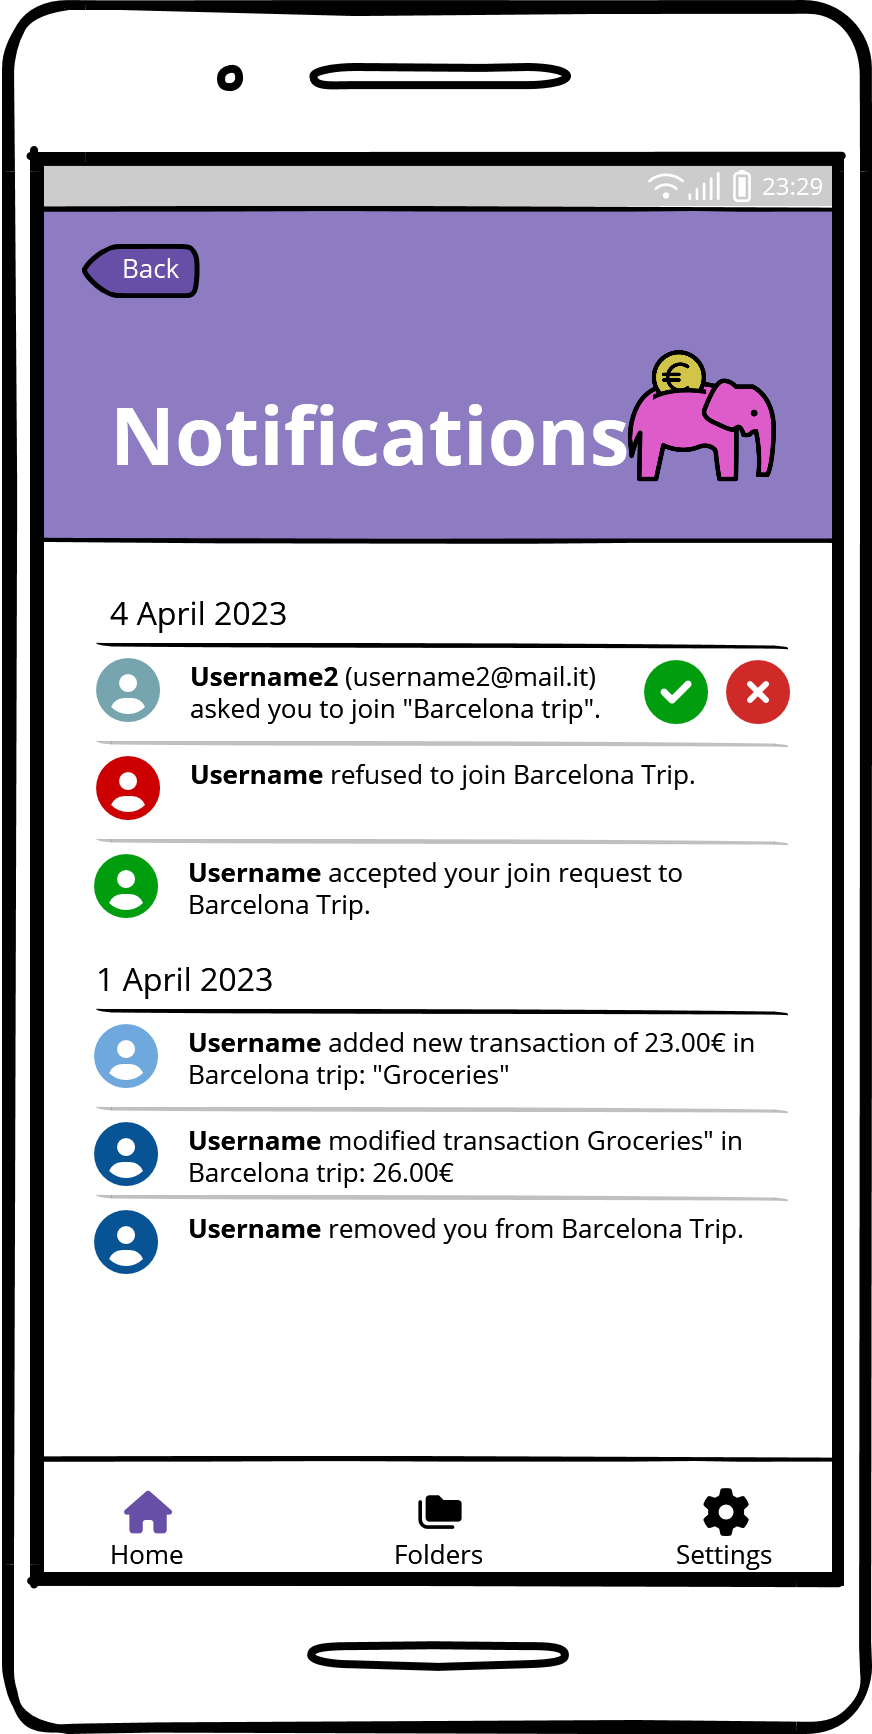 23:29
Back
€
Notifications
4 April 2023
Username2 (username2@mail.it)
asked you to join "Barcelona trip".
Username refused to join Barcelona Trip.
Username accepted your join request to
Barcelona Trip.
1 April 2023
Username added new transaction of 23.00€ in
Barcelona trip: "Groceries"
Username modified transaction Groceries" in
Barcelona trip: 26.00€
Username removed you from Barcelona Trip.
Home
Folders
Settings